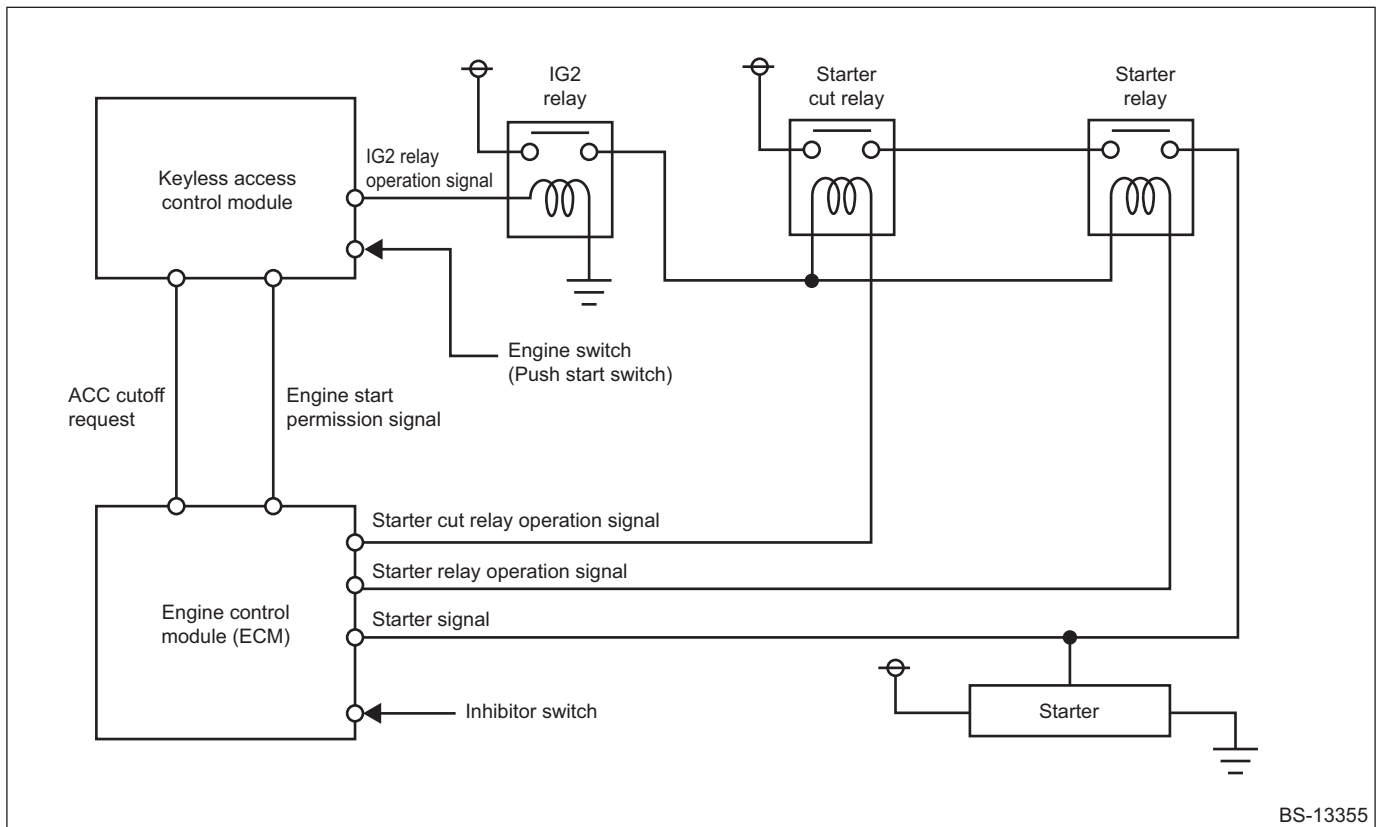 IG2
relay
Starter
cut relay
Starter
relay
Keyless access
control module
IG2 relay
operation signal
Engine switch
(Push start switch)
ACC cutoff
request
Engine start
permission signal
Starter cut relay operation signal
Starter relay operation signal
Engine control
module (ECM)
Starter signal
Inhibitor switch
Starter
BS-13355